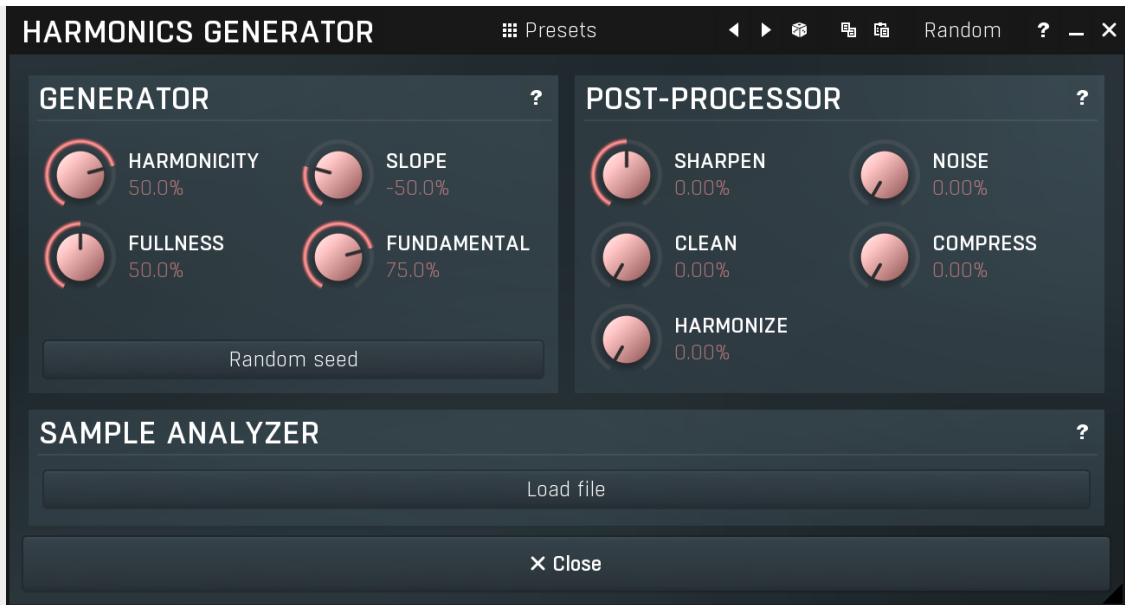 HARMONICS GENERATOR Presets Random ?
GENERATOR ?
HARMONICITY
50.0%
SLOPE
-50.0%
FULLNESS
50.0%
FUNDAMENTAL
75.0%
Random seed
POST-PROCESSOR ?
SHARPEN
0.00%
NOISE
0.00%
CLEAN
0.00%
COMPRESS
0.00%
HARMONIZE
0.00%
SAMPLE ANALYZER ?
Load file
Close